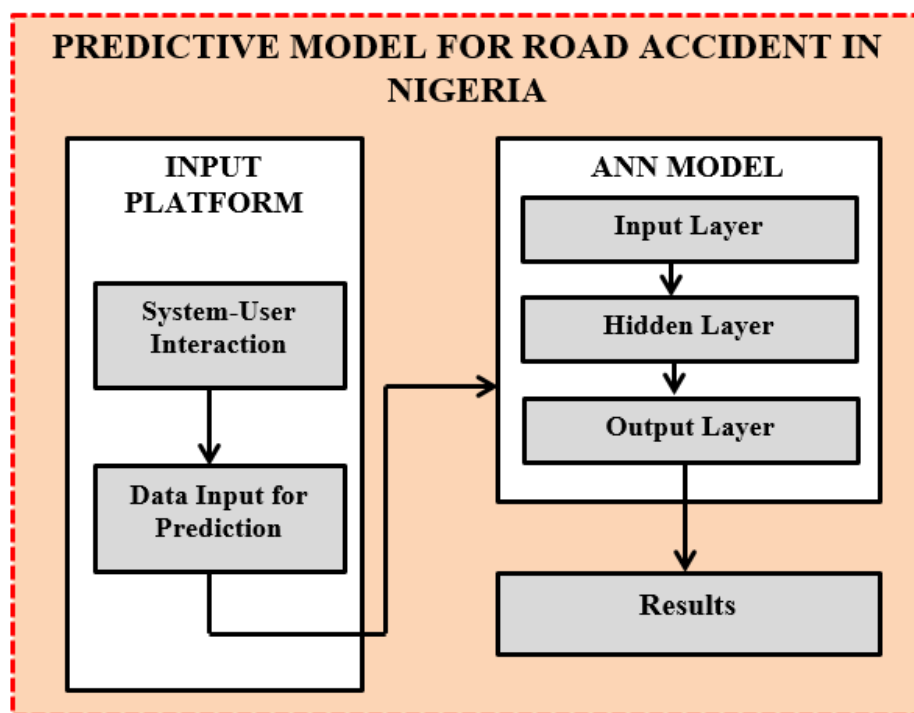 PREDICTIVE MODEL FOR ROAD ACCIDENT IN
NIGERIA
INPUT
PLATFORM
System-User
Interaction
Data Input for
Prediction
ANN MODEL
Input Layer
Hidden Layer
Output Layer
Results